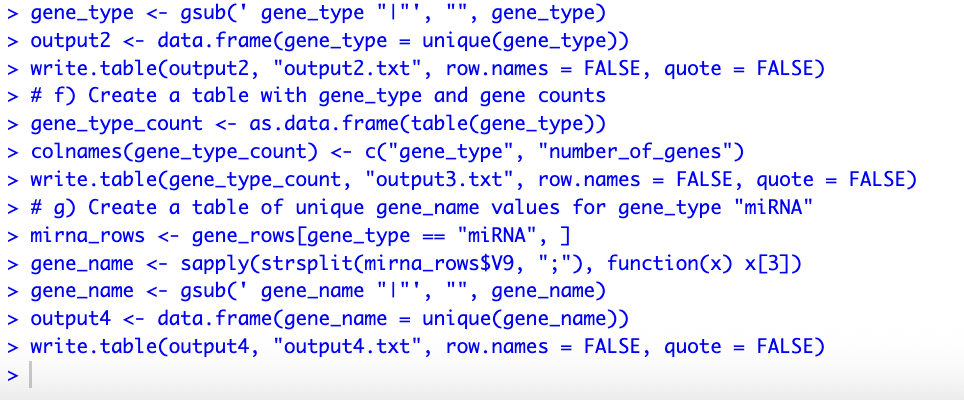 > gene_type <- gsub(' gene_type "|"', "", gene_type)
> output2 <- data.frame(gene_type = unique(gene_type))
> write.table(output2, "output2.txt", row.names = FALSE, quote = FALSE)
> # f) Create a table with gene_type and gene counts
> gene_type_count <- as.data.frame(table(gene_type))
> colnames(gene_type_count) <- c("gene_type", "number_of_genes")
> write.table(gene_type_count, "output3.txt", row.names = FALSE, quote = FALSE)
> # g) Create a table of unique gene_name values for gene_type "miRNA"
> mirna_rows <- gene_rows[gene_type == "miRNA", ]
> gene_name <- sapply(strsplit(mirna_rows$V9, ";"), function(x) x[3])
> gene_name <- gsub(' gene_name "|"', "", gene_name)
> output4 <- data.frame(gene_name = unique(gene_name))
> write.table(output4, "output4.txt", row.names = FALSE, quote = FALSE)
>